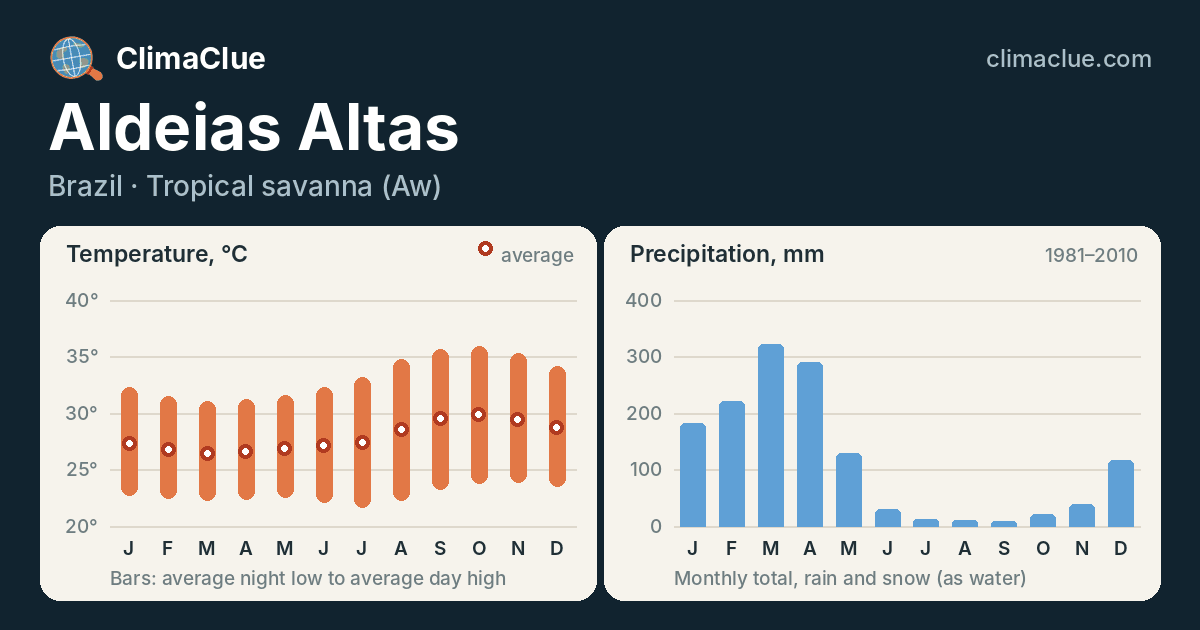 ClimaClue
climaclue.com
Aldeias Altas
Brazil · Tropical savanna (Aw)
Temperature, °C
average
40°
35°
30°
25°
20°
J F M A M J J A S O N D
Bars: average night low to average day high
Precipitation, mm
1981–2010
400
300
200
100
0
J F M A M J J A S O N D
Monthly total, rain and snow (as water)